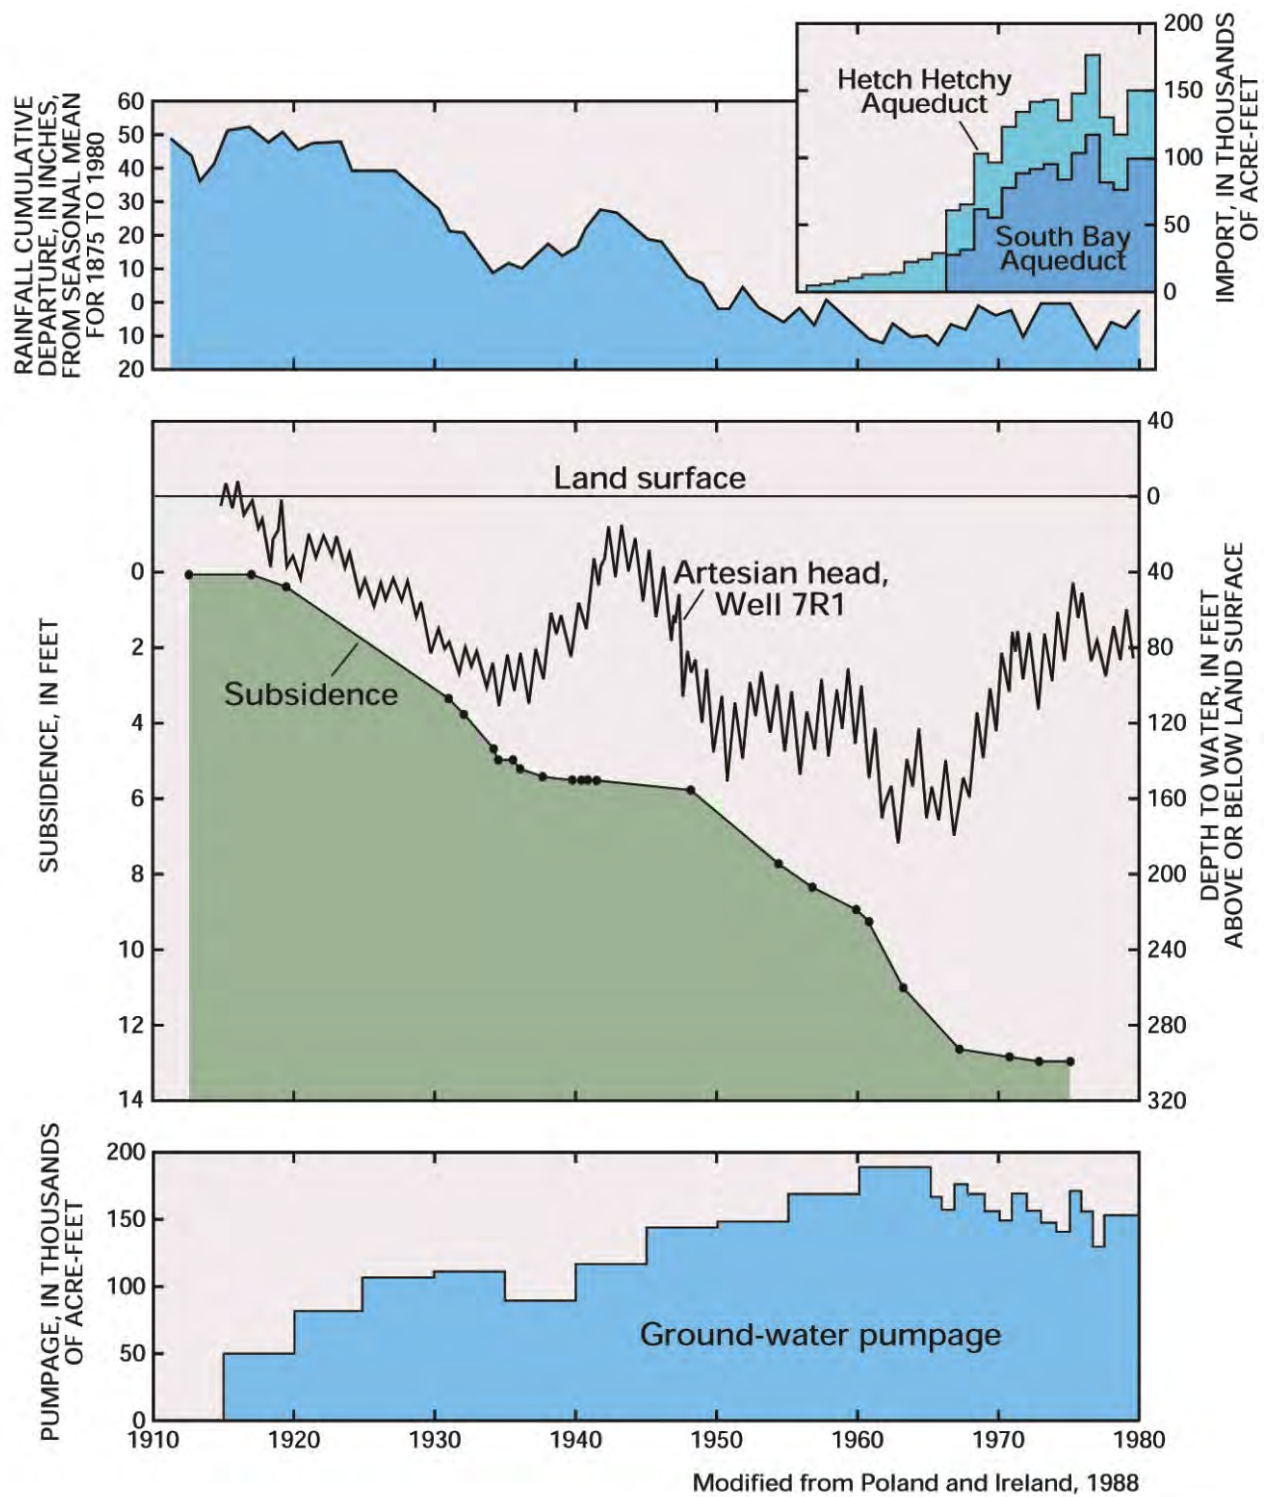 RAINFALL CUMULATIVE
DEPARTURE, IN INCHES,
FROM SEASONAL MEAN
FOR 1875 TO 1980
60
50
40
30
20
10
0
10
20
Hetch Hetchy
Aqueduct
South Bay
Aqueduct
200
150
100
50
0
IMPORT, IN THOUSANDS
OF ACRE-FEET
SUBSIDENCE, IN FEET
0
2
4
6
8
10
12
14
Land surface
Artesian head,
Well 7R1
Subsidence
40
0
40
80
120
160
200
240
280
320
DEPTH TO WATER, IN FEET
ABOVE OR BELOW LAND SURFACE
PUMPAGE, IN THOUSANDS
OF ACRE-FEET
200
150
100
50
0
Ground-water pumpage
1910 1920 1930 1940 1950 1960 1970 1980
Modified from Poland and Ireland, 1988